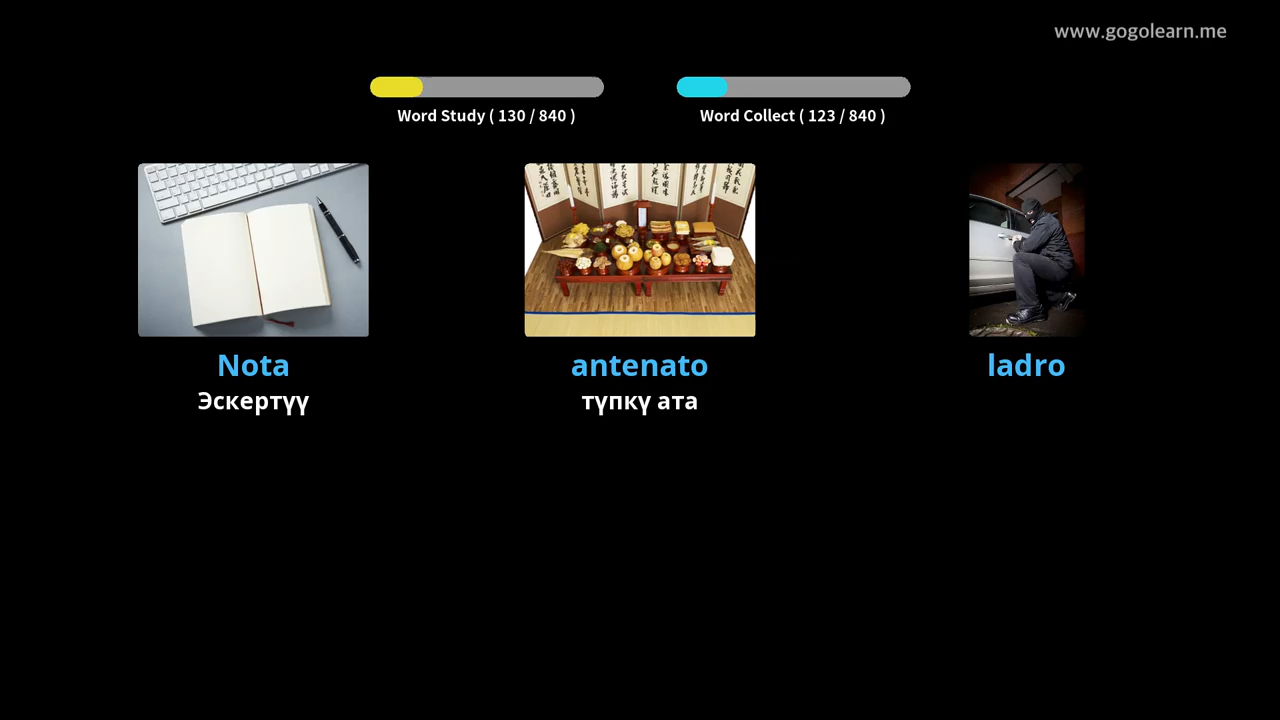 www.gogolearn.me
Word Study ( 130 / 840 )
Word Collect ( 123 / 840 )
Nota
Эскертүү
antenato
түпкү ата
ladro